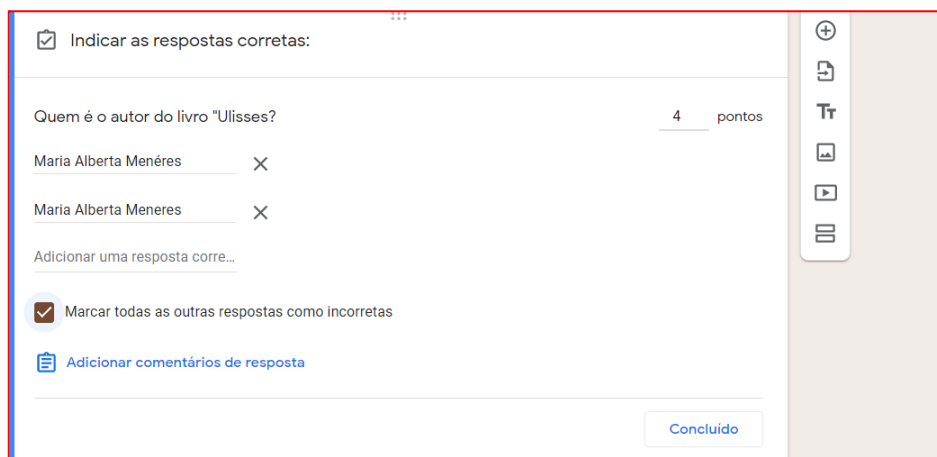 Indicar as respostas corretas:
Quem é o autor do livro "Ulisses?
4 pontos
Maria Alberta Menéres
Maria Alberta Meneres
Adicionar uma resposta corre...
Marcar todas as outras respostas como incorretas
Adicionar comentários de resposta
Concluído
Tт